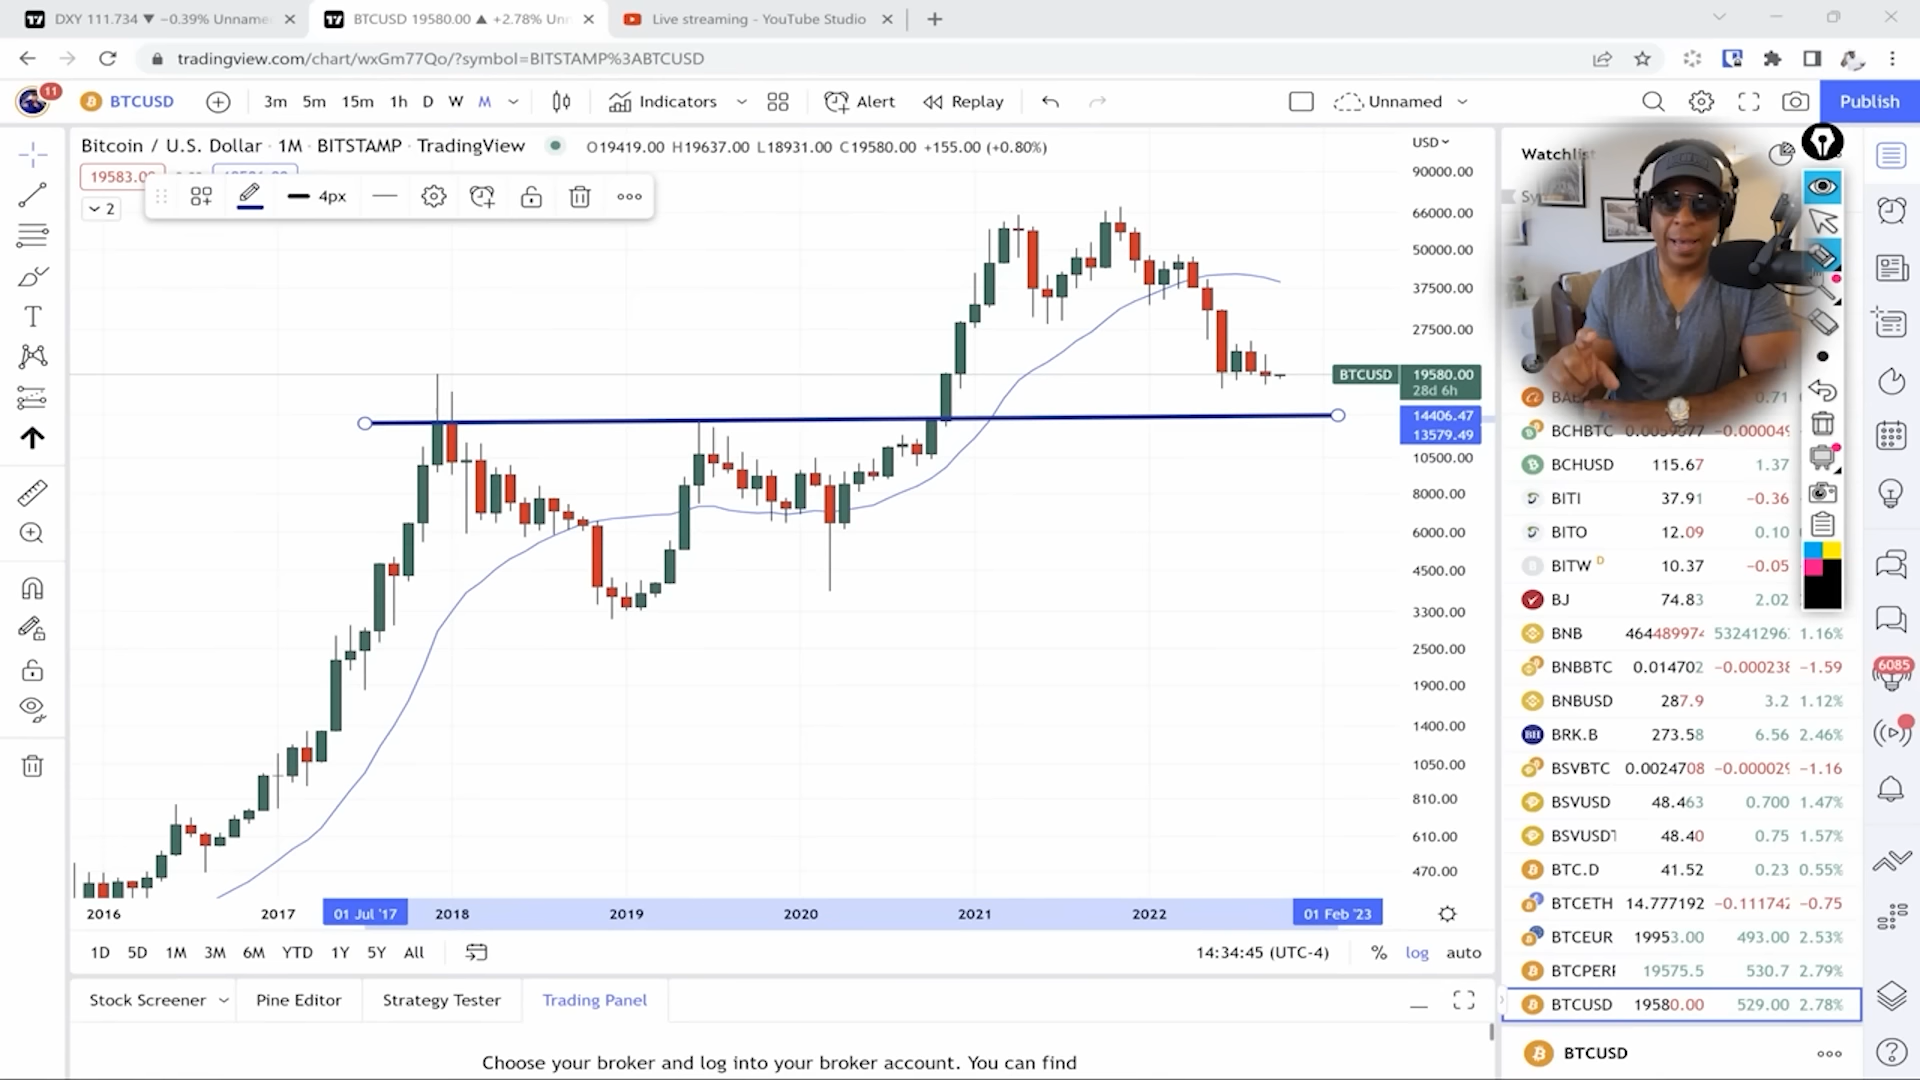 DXY 111.734 ▼ −0.39% Unname
BTCUSD 19580.00 ▲ +2.78% Un
Live streaming - YouTube Studio
tradingview.com/chart/wxGm77Qo/?symbol=BITSTAMP%3ABTCUSD
11
BTCUSD
3m 5m 15m 1h D W M
Indicators
Alert
Replay
Unnamed
Publish
Bitcoin / U.S. Dollar · 1M · BITSTAMP · TradingView
O19419.00 H19637.00 L18931.00 C19580.00 +155.00 (+0.80%)
USD
Watchlist
19583.00
4px
2
90000.00
66000.00
50000.00
37500.00
27500.00
BTCUSD 19580.00
28d 6h
14406.47
13579.49
10500.00
8000.00
6000.00
4500.00
3300.00
2500.00
1900.00
1400.00
1050.00
810.00
610.00
470.00
2016 2017 01 Jul '17 2018 2019 2020 2021 2022 01 Feb '23
1D 5D 1M 3M 6M YTD 1Y 5Y All
14:34:45 (UTC-4) % log auto
Stock Screener Pine Editor Strategy Tester Trading Panel
Choose your broker and log into your broker account. You can find
0.71
BCHBTC 0.0059377 −0.000049
BCHUSD 115.67 1.37
BITI 37.91 −0.36
BITO 12.09 0.10
BITW D 10.37 −0.05
BJ 74.83 2.02
BNB 464489974 53241296 1.16%
BNBBTC 0.014702 −0.000238 −1.59
BNBUSD 287.9 3.2 1.12%
BRK.B 273.58 6.56 2.46%
BSVBTC 0.0024708 −0.000029 −1.16
BSVUSD 48.463 0.700 1.47%
BSVUSDT 48.40 0.75 1.57%
BTC.D 41.52 0.23 0.55%
BTCETH 14.777192 −0.111742 −0.75
BTCEUR 19953.00 493.00 2.53%
BTCPERP 19575.5 530.7 2.79%
BTCUSD 19580.00 529.00 2.78%
BTCUSD
6085